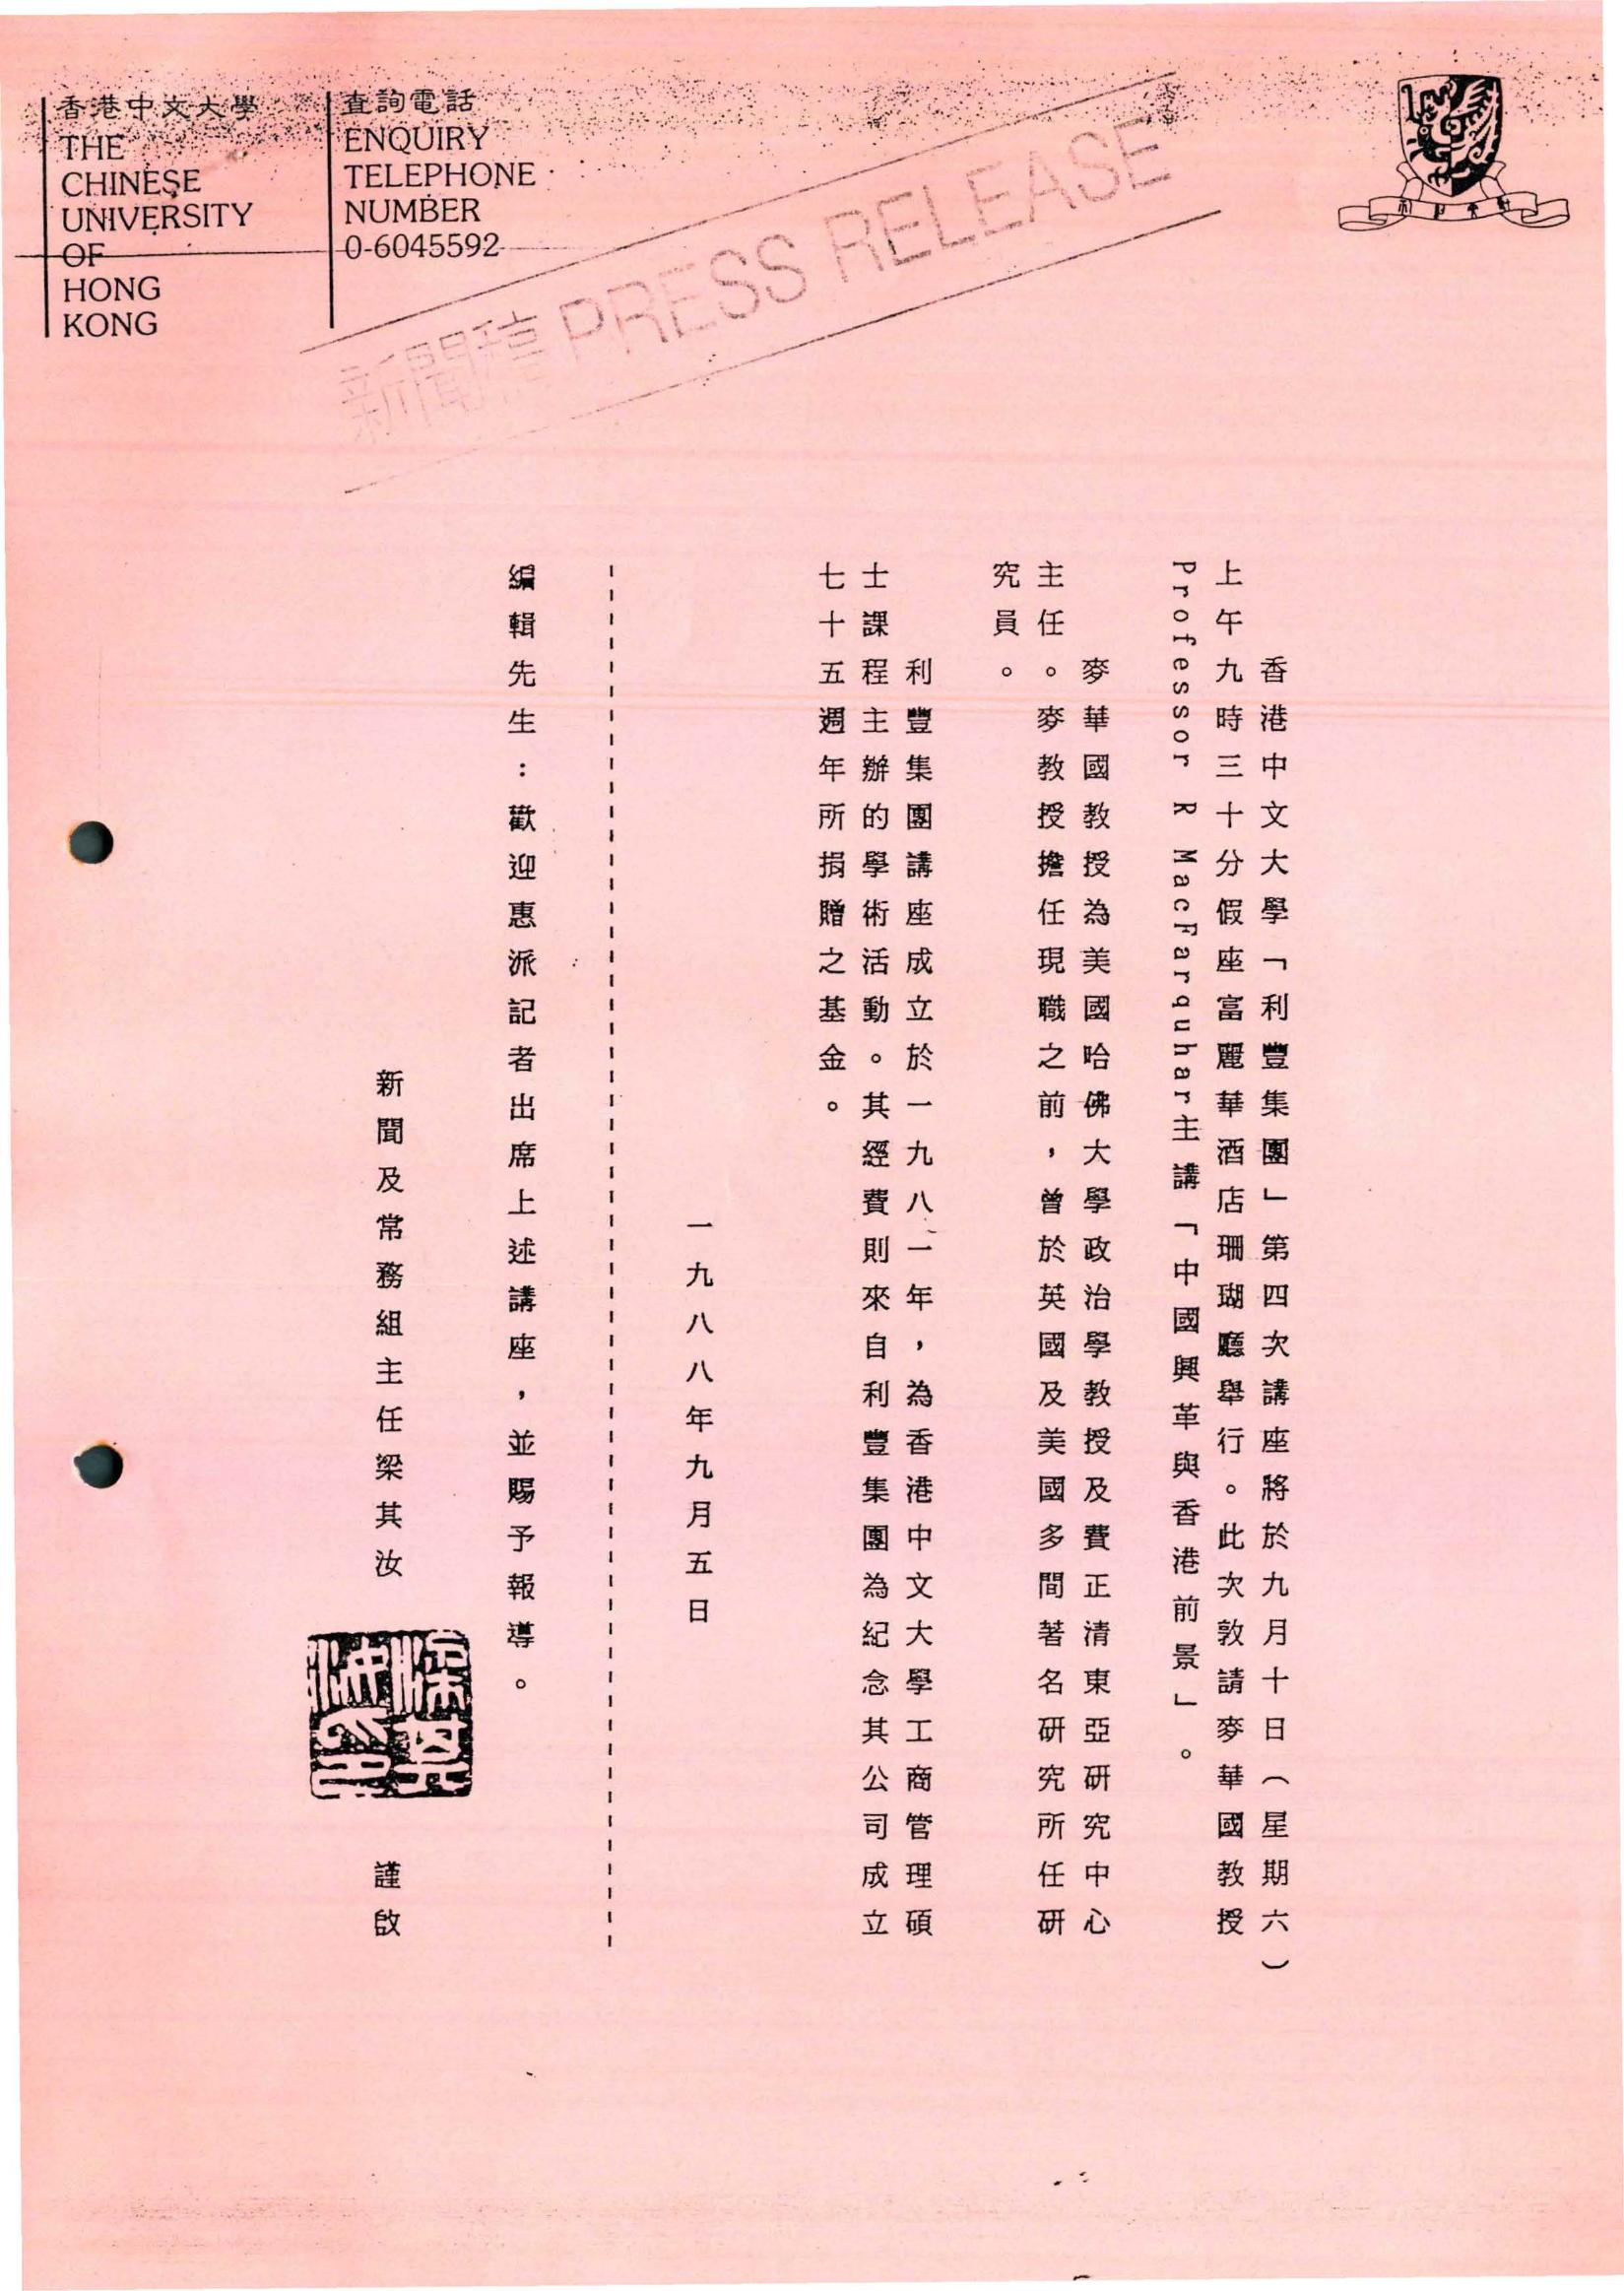 香港中文大學
THE
CHINESE
UNIVERSITY
OF
HONG
KONG
查詢電話
ENQUIRY
TELEPHONE
NUMBER
0-6045592
新聞稿 PRESS RELEASE
香港中文大學「利豐集團」第四次講座將於九月十日(星期六)
上午九時三十分假座富麗華酒店珊瑚廳舉行。此次敦請麥華國教授
Professor R MacFarquhar主講「中國興革與香港前景」。
麥華國教授為美國哈佛大學政治學教授及費正清東亞研究中心
主任。麥教授擔任現職之前,曾於英國及美國多間著名研究所任研
究員。
利豐集團講座成立於一九八一年,為香港中文大學工商管理碩
士課程主辦的學術活動。其經費則來自利豐集團為紀念其公司成立
七十五週年所捐贈之基金。
一九八八年九月五日
編輯先生:歡迎惠派記者出席上述講座,並賜予報導。
新聞及常務組主任梁其汝 謹啟